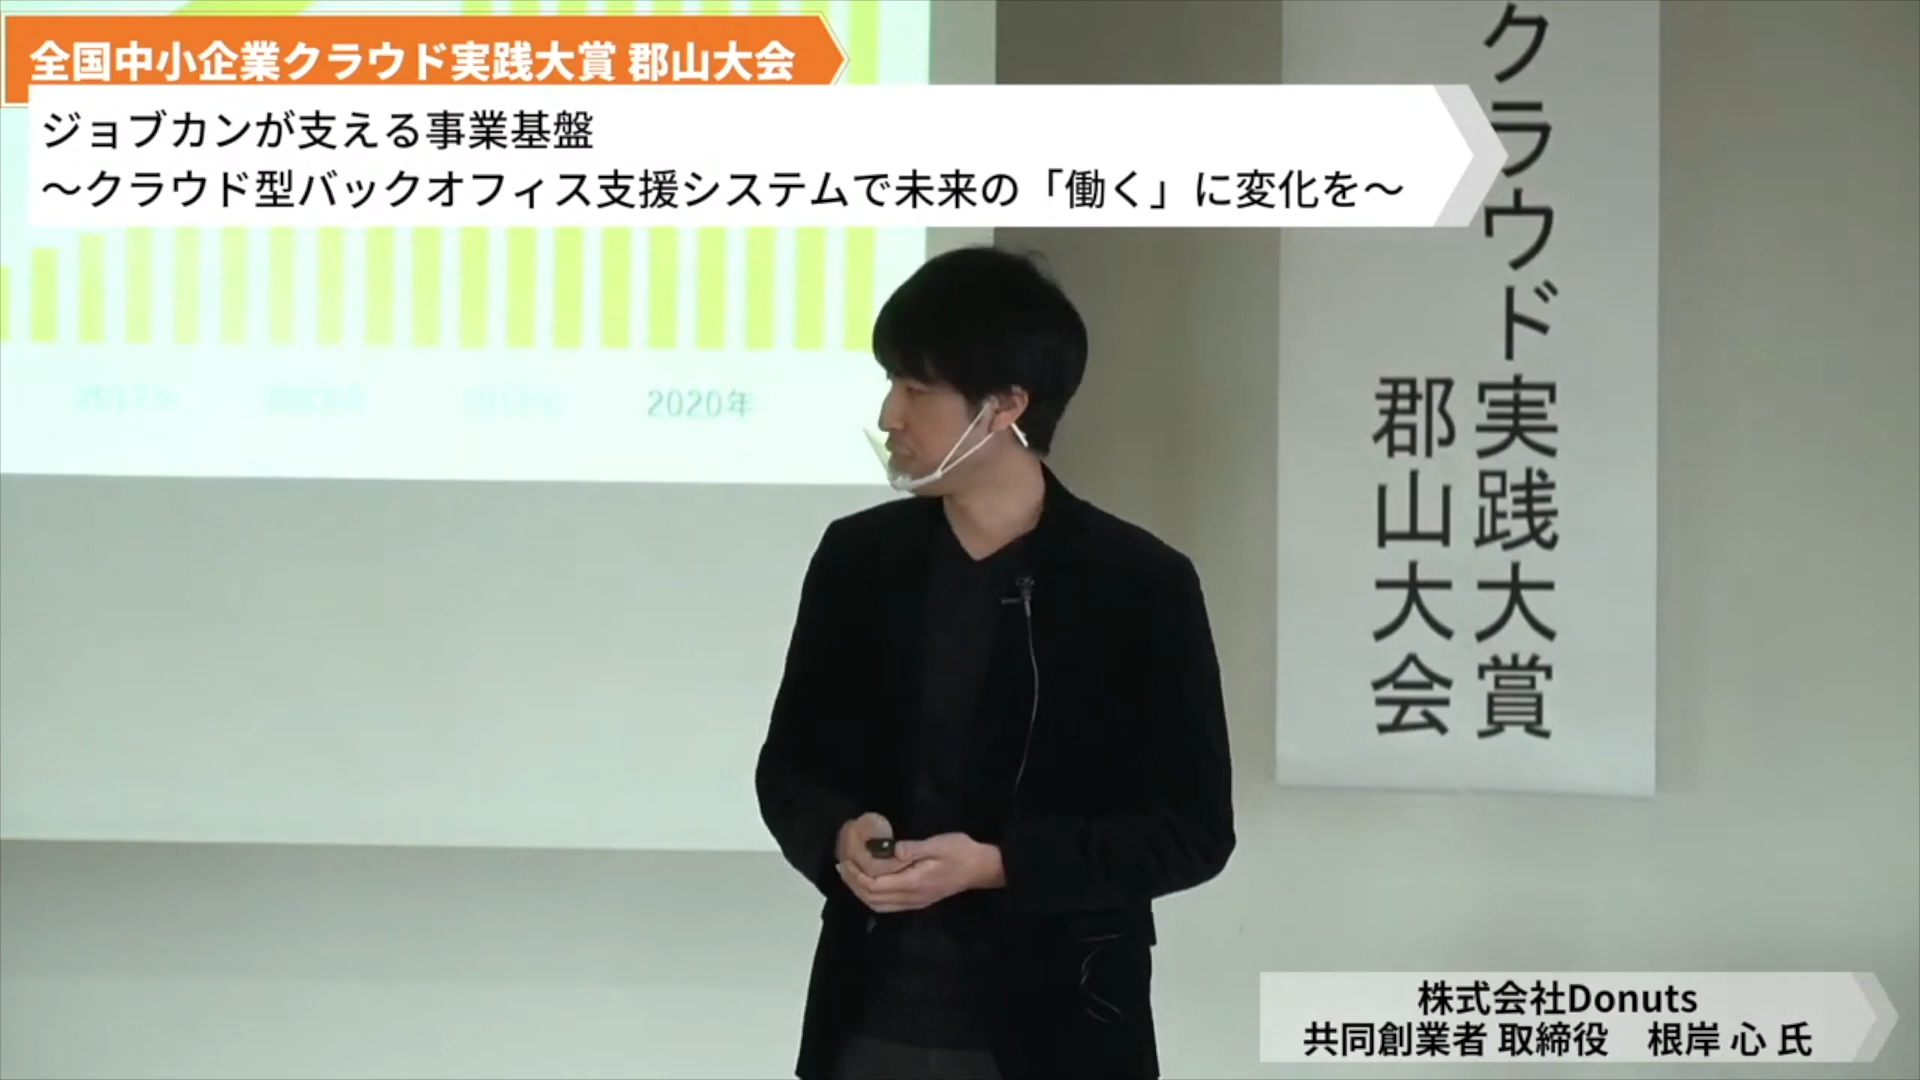 全国中小企業クラウド実践大賞 郡山大会
ジョブカンが支える事業基盤
～クラウド型バックオフィス支援システムで未来の「働く」に変化を～
クラウド実践大賞
郡山大会
2020年
株式会社Donuts
共同創業者 取締役　根岸 心 氏